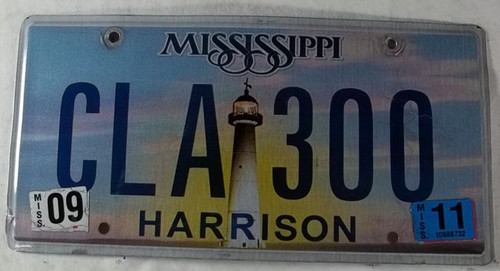 MISSISSIPPI
CLA 300
MISS. 09
MISS 11
HARRISON